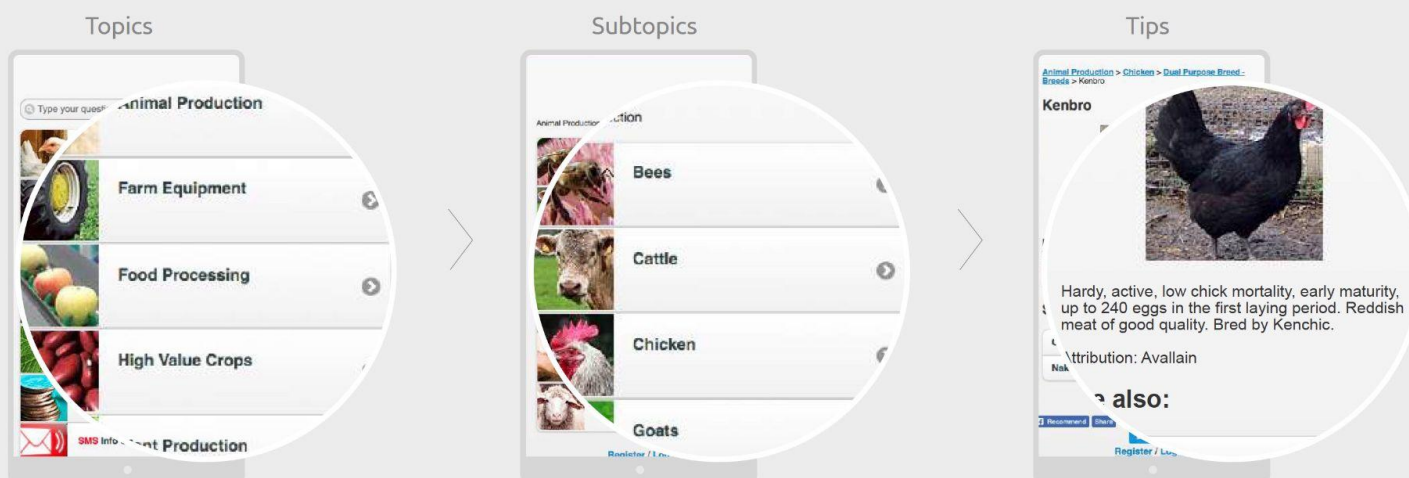 Topics
Type your
Animal Production
Farm Equipment
Food Processing
High Value Crops
SMS Info
Production
Subtopics
Animal Production
Bees
Cattle
Chicken
Goats
Register /
Tips
Animal Production > Chicken > Dual Purpose Breed -
Breeds > Kenbro
Kenbro
Hardy, active, low chick mortality, early maturity,
up to 240 eggs in the first laying period. Reddish
meat of good quality. Bred by Kenchic.
Attribution: Avallain
also:
Recommend Share
Register /